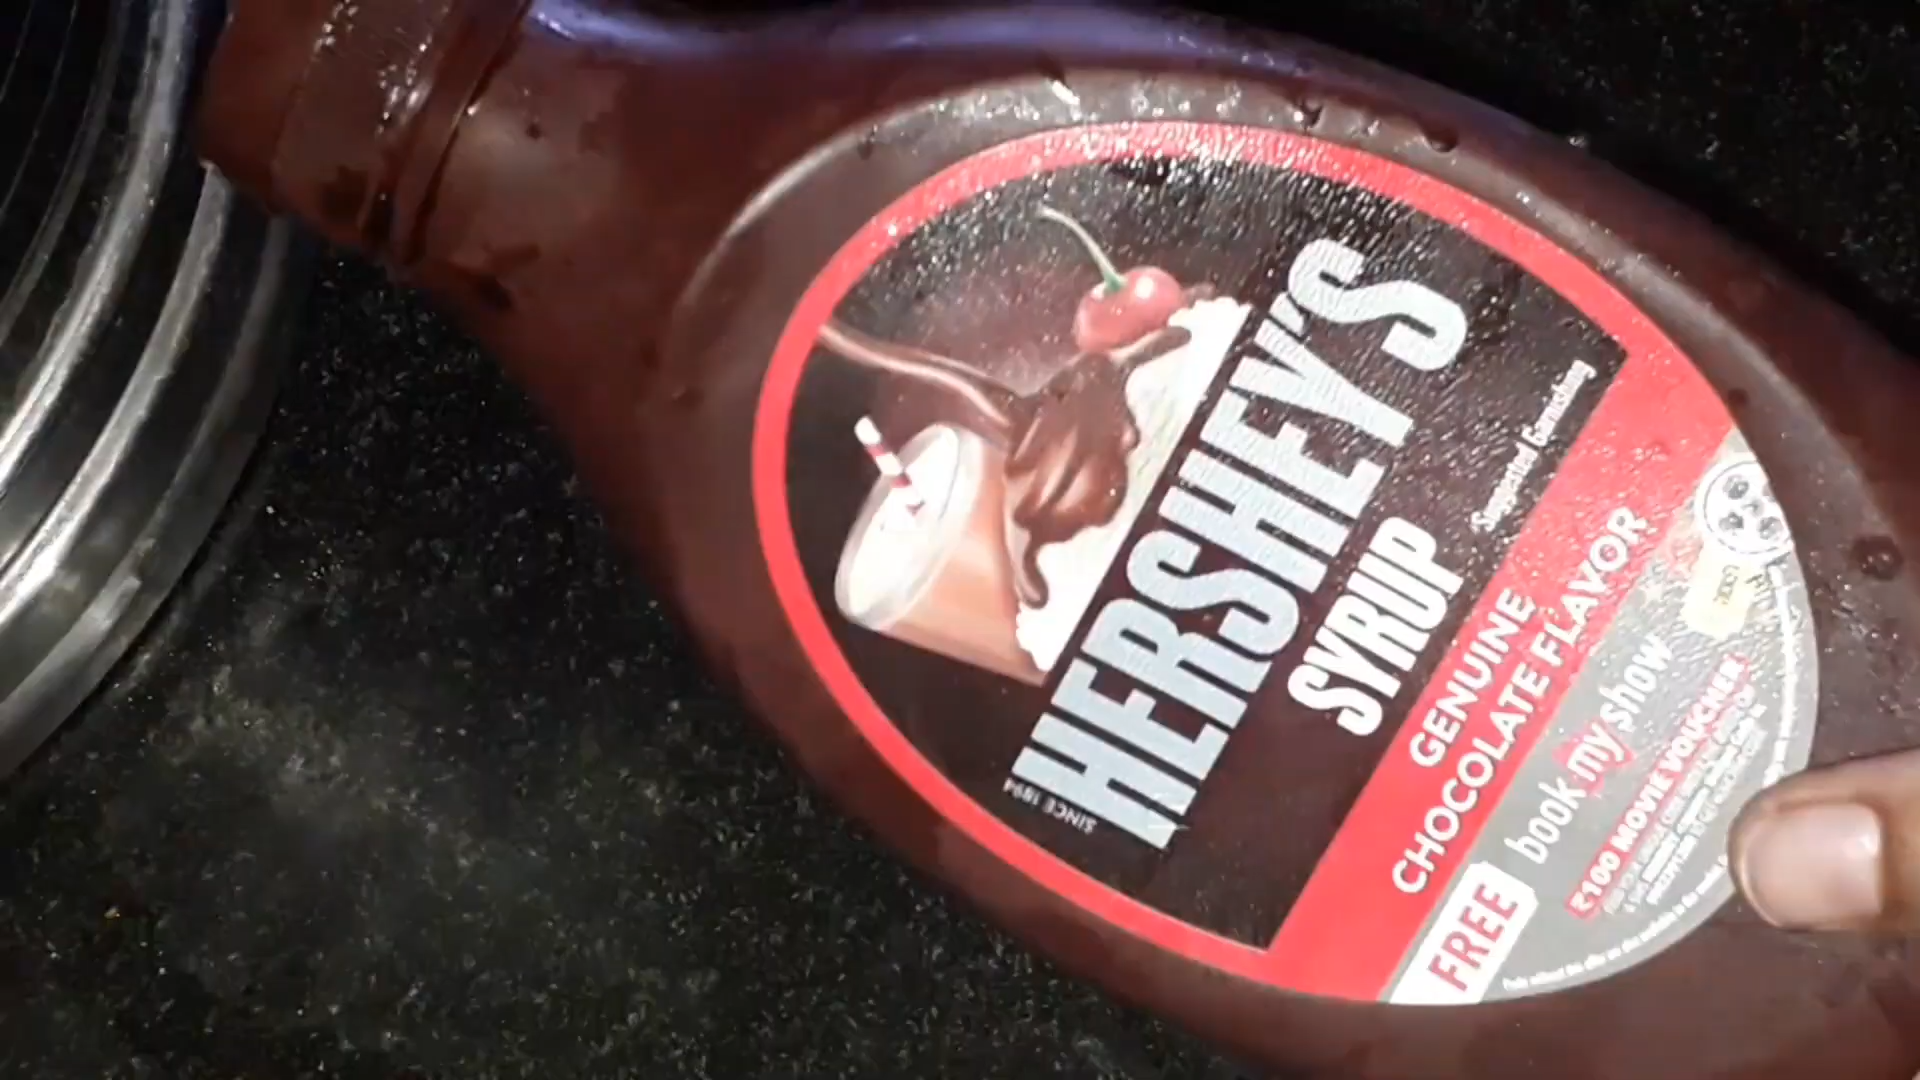 SINCE 1894
HERSHEY'S
SYRUP
Suggested Garnishing
GENUINE
CHOCOLATE FLAVOR
FREE
book my show
₹100 MOVIE VOUCHER